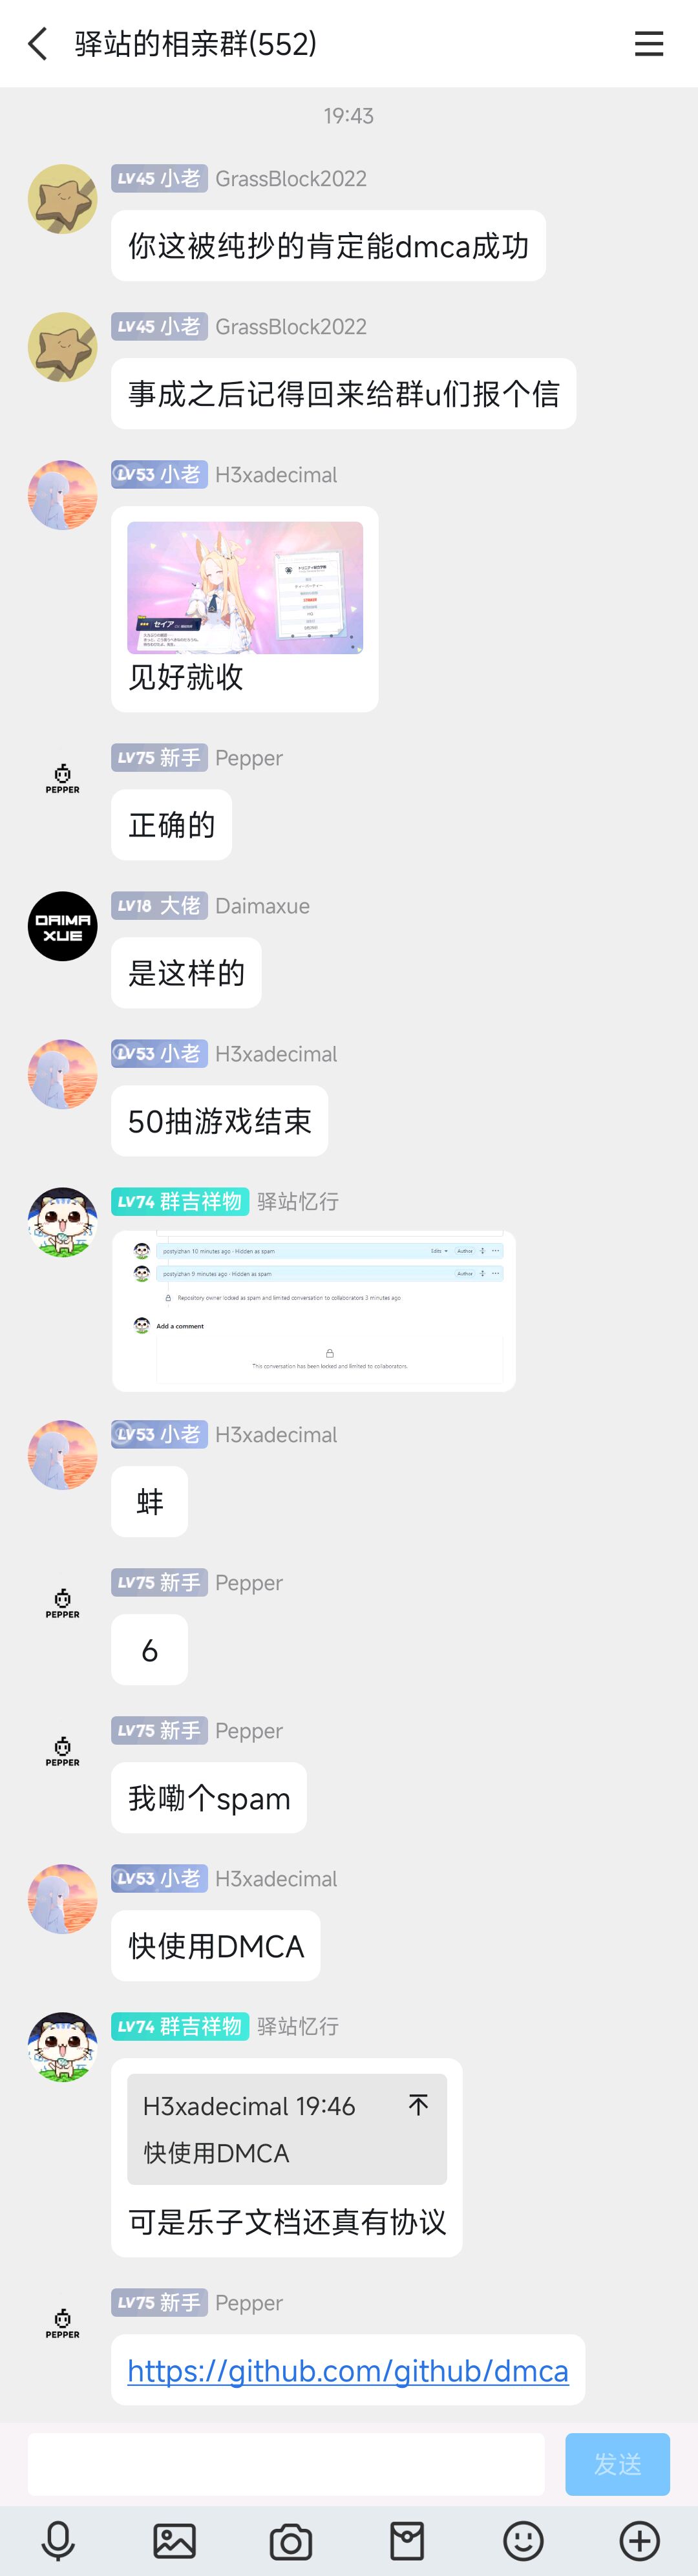 驿站的相亲群(552)
19:43
LV45 小老 GrassBlock2022
你这被纯抄的肯定能dmca成功
LV45 小老 GrassBlock2022
事成之后记得回来给群u们报个信
LV53 小老 H3xadecimal
セイア
见好就收
LV75 新手 Pepper
PEPPER
正确的
LV18 大佬 Daimaxue
DAIMA
XUE
是这样的
LV53 小老 H3xadecimal
50抽游戏结束
LV74 群吉祥物 驿站忆行
postyizhan 10 minutes ago · Hidden as spam
Edits
Author
postyizhan 9 minutes ago · Hidden as spam
Author
Repository owner locked as spam and limited conversation to collaborators 3 minutes ago
Add a comment
This conversation has been locked and limited to collaborators.
LV53 小老 H3xadecimal
蚌
LV75 新手 Pepper
PEPPER
6
LV75 新手 Pepper
PEPPER
我嘞个spam
LV53 小老 H3xadecimal
快使用DMCA
LV74 群吉祥物 驿站忆行
H3xadecimal 19:46
快使用DMCA
可是乐子文档还真有协议
LV75 新手 Pepper
PEPPER
https://github.com/github/dmca
发送